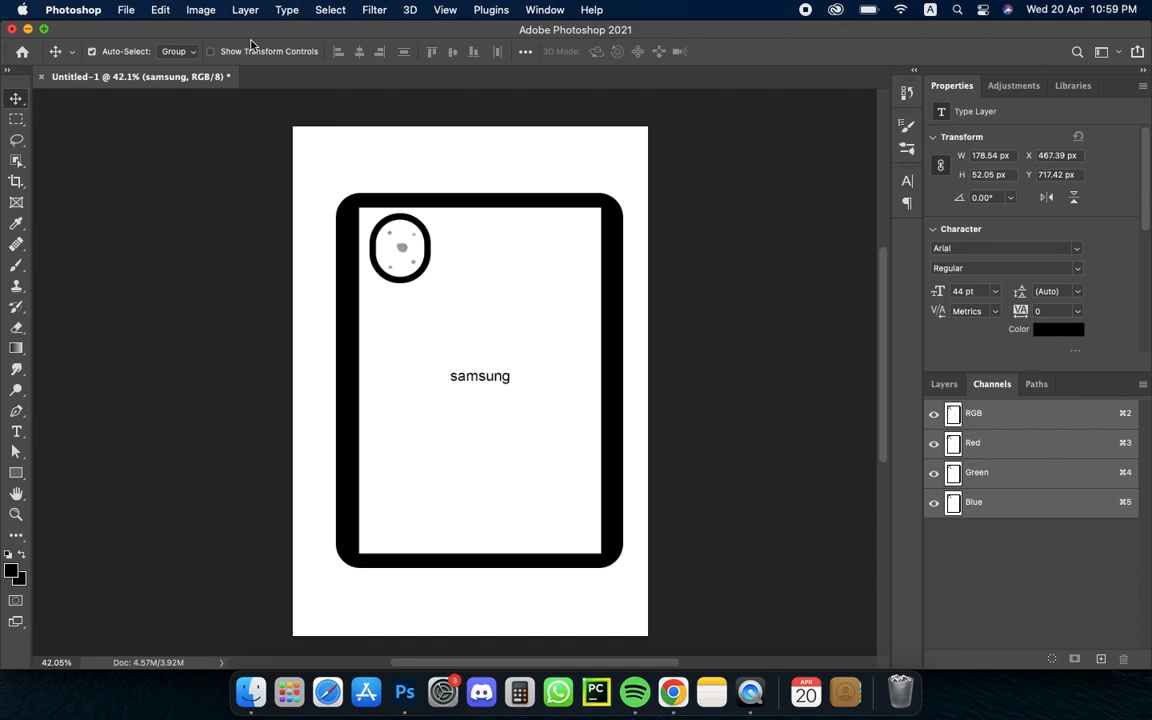 Photoshop File Edit Image Layer Type Select Filter 3D View Plugins Window Help A Wed 20 Apr 10:59 PM
Adobe Photoshop 2021
Auto-Select: Group Show Transform Controls ••• 3D Mode:
Untitled-1 @ 42.1% (samsung, RGB/8) *
Properties Adjustments Libraries
T Type Layer
Transform
W 178.54 px X 467.39 px
H 52.05 px Y 717.42 px
0.00°
Character
Arial
Regular
44 pt (Auto)
Metrics 0
Color
samsung
Layers Channels Paths
RGB ⌘2
Red ⌘3
Green ⌘4
Blue ⌘5
42.05% Doc: 4.57M/3.92M
Ps 3 PC APR 20